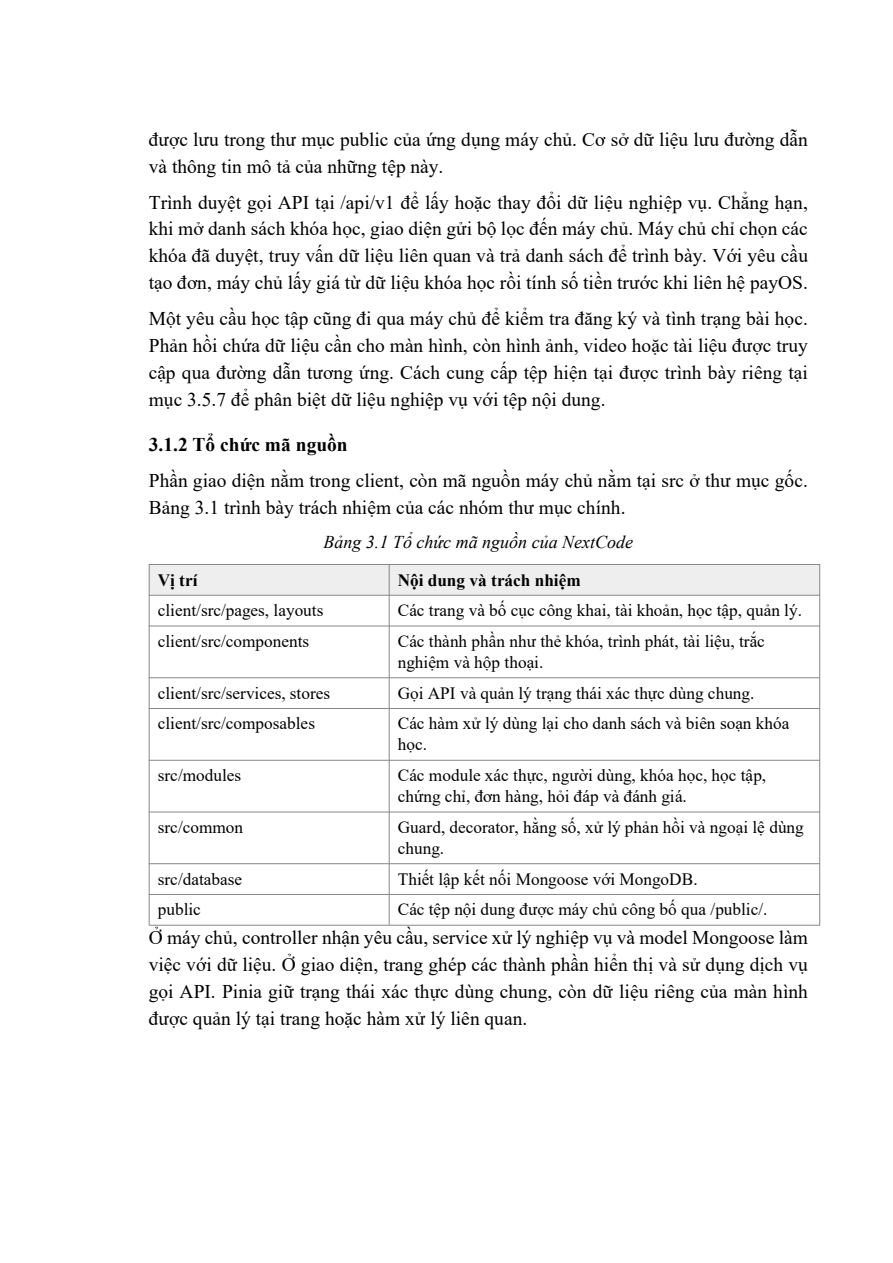 được lưu trong thư mục public của ứng dụng máy chủ. Cơ sở dữ liệu lưu đường dẫn
và thông tin mô tả của những tệp này.
Trình duyệt gọi API tại /api/v1 để lấy hoặc thay đổi dữ liệu nghiệp vụ. Chẳng hạn,
khi mở danh sách khóa học, giao diện gửi bộ lọc đến máy chủ. Máy chủ chỉ chọn các
khóa đã duyệt, truy vấn dữ liệu liên quan và trả danh sách để trình bày. Với yêu cầu
tạo đơn, máy chủ lấy giá từ dữ liệu khóa học rồi tính số tiền trước khi liên hệ payOS.
Một yêu cầu học tập cũng đi qua máy chủ để kiểm tra đăng ký và tình trạng bài học.
Phản hồi chứa dữ liệu cần cho màn hình, còn hình ảnh, video hoặc tài liệu được truy
cập qua đường dẫn tương ứng. Cách cung cấp tệp hiện tại được trình bày riêng tại
mục 3.5.7 để phân biệt dữ liệu nghiệp vụ với tệp nội dung.
3.1.2 Tổ chức mã nguồn
Phần giao diện nằm trong client, còn mã nguồn máy chủ nằm tại src ở thư mục gốc.
Bảng 3.1 trình bày trách nhiệm của các nhóm thư mục chính.
Bảng 3.1 Tổ chức mã nguồn của NextCode
Vị trí	Nội dung và trách nhiệm
client/src/pages, layouts	Các trang và bố cục công khai, tài khoản, học tập, quản lý.
client/src/components	Các thành phần như thẻ khóa, trình phát, tài liệu, trắc
nghiệm và hộp thoại.
client/src/services, stores	Gọi API và quản lý trạng thái xác thực dùng chung.
client/src/composables	Các hàm xử lý dùng lại cho danh sách và biên soạn khóa
học.
src/modules	Các module xác thực, người dùng, khóa học, học tập,
chứng chỉ, đơn hàng, hỏi đáp và đánh giá.
src/common	Guard, decorator, hằng số, xử lý phản hồi và ngoại lệ dùng
chung.
src/database	Thiết lập kết nối Mongoose với MongoDB.
public	Các tệp nội dung được máy chủ công bố qua /public/.
Ở máy chủ, controller nhận yêu cầu, service xử lý nghiệp vụ và model Mongoose làm
việc với dữ liệu. Ở giao diện, trang ghép các thành phần hiển thị và sử dụng dịch vụ
gọi API. Pinia giữ trạng thái xác thực dùng chung, còn dữ liệu riêng của màn hình
được quản lý tại trang hoặc hàm xử lý liên quan.